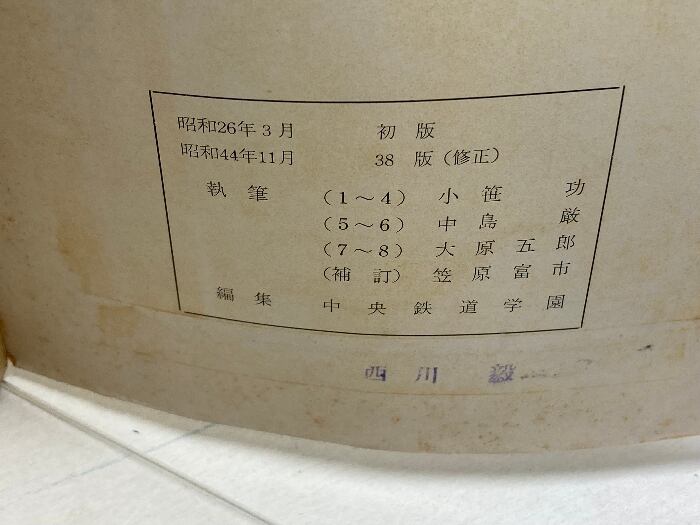 昭和26年3月 初版
昭和44年11月 38版(修正)
執筆 (1~4) 小笹功
(5~6) 中島厳
(7~8) 大原五郎
(補訂) 笠原富市
編集 中央鉄道学園
西川 毅